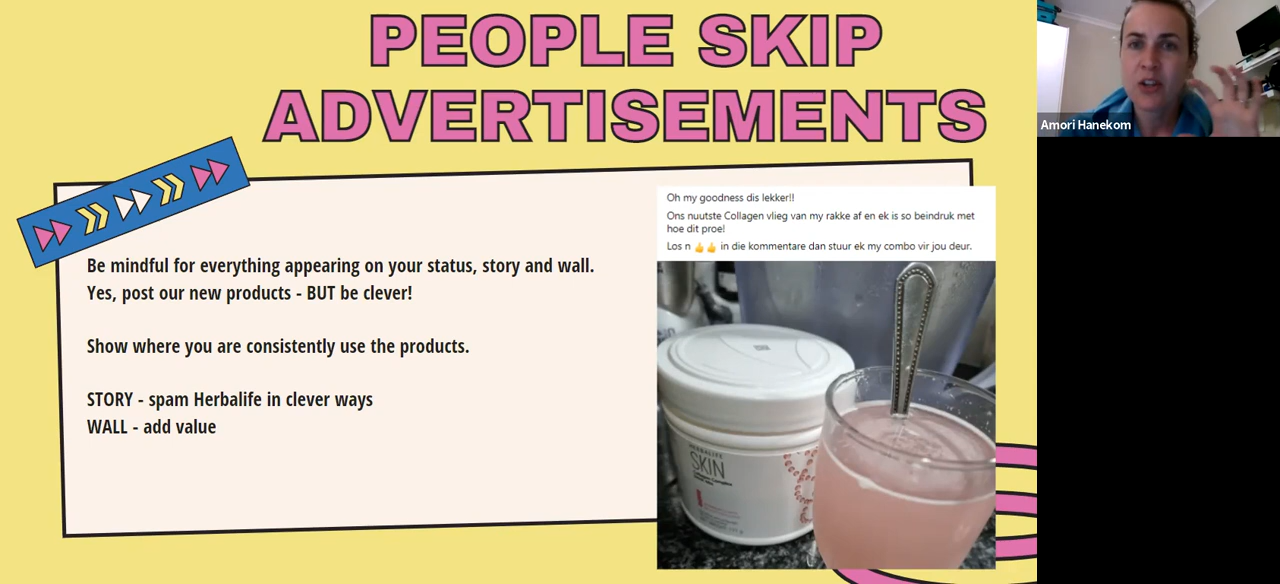 PEOPLE SKIP
ADVERTISEMENTS
Amori Hanekom
Be mindful for everything appearing on your status, story and wall.
Yes, post our new products - BUT be clever!
Show where you are consistently use the products.
STORY - spam Herbalife in clever ways
WALL - add value
Oh my goodness dis lekker!!
Ons nuutste Collagen vlieg van my rakke af en ek is so beindruk met
hoe dit proe!
Los n 👍👍 in die kommentare dan stuur ek my combo vir jou deur.
HERBALIFE
SKIN